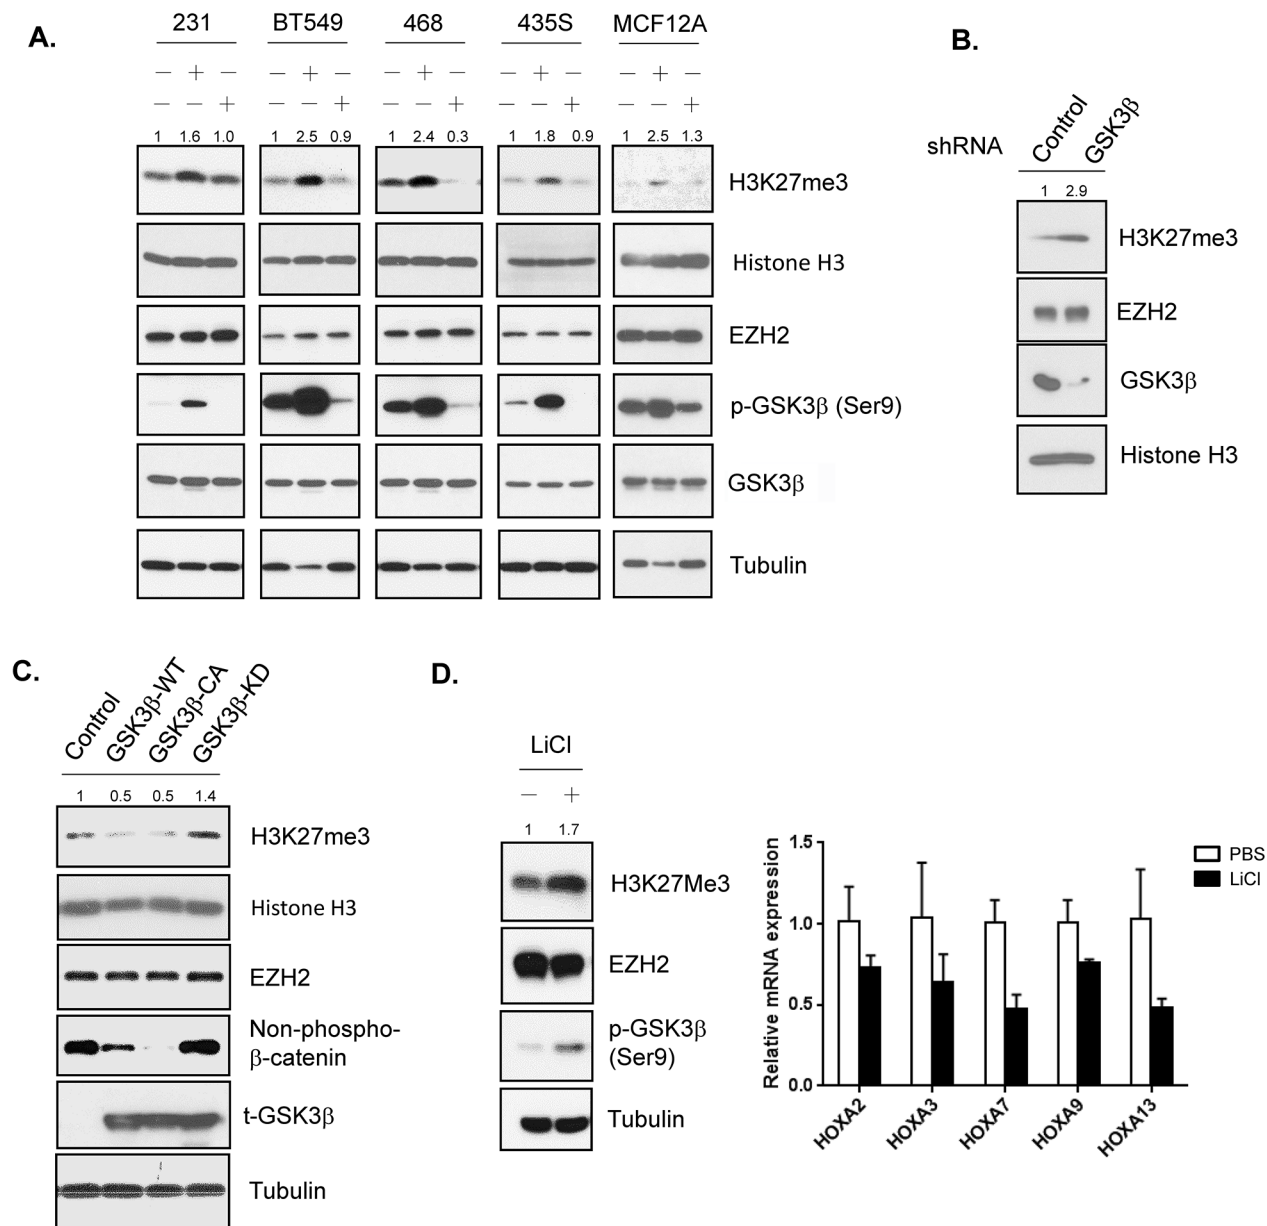 A.
231 BT549 468 435S MCF12A
− + − − + − − + − − + − − + −
− − + − − + − − + − − + − − +
1 1.6 1.0 1 2.5 0.9 1 2.4 0.3 1 1.8 0.9 1 2.5 1.3
H3K27me3
Histone H3
EZH2
p-GSK3β (Ser9)
GSK3β
Tubulin
B.
shRNA
Control
GSK3β
1 2.9
H3K27me3
EZH2
GSK3β
Histone H3
C.
Control
GSK3β-WT
GSK3β-CA
GSK3β-KD
1 0.5 0.5 1.4
H3K27me3
Histone H3
EZH2
Non-phospho-
β-catenin
t-GSK3β
Tubulin
D.
LiCl
− +
1 1.7
H3K27Me3
EZH2
p-GSK3β
(Ser9)
Tubulin
Relative mRNA expression
1.5
1.0
0.5
0.0
HOXA2
HOXA3
HOXA7
HOXA9
HOXA13
PBS
LiCl